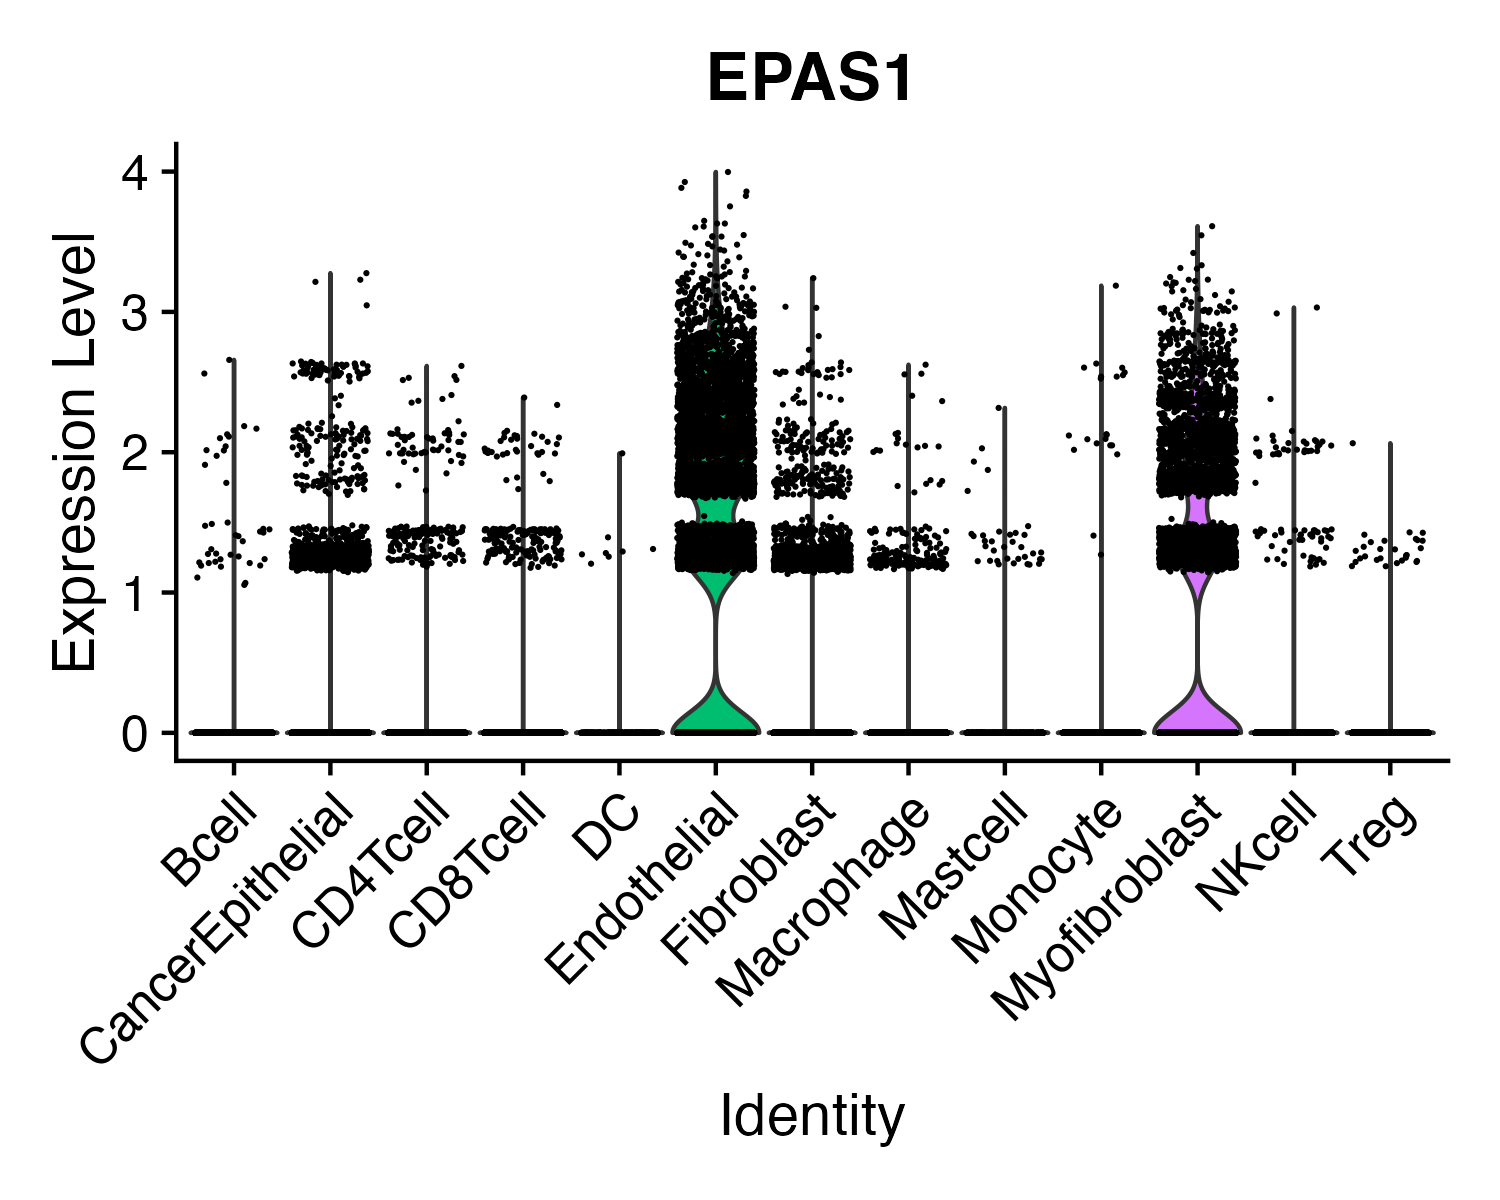 EPAS1
Expression Level
4
3
2
1
0
Bcell
CancerEpithelial
CD4Tcell
CD8Tcell
DC
Endothelial
Fibroblast
Macrophage
Mastcell
Monocyte
Myofibroblast
NKcell
Treg
Identity